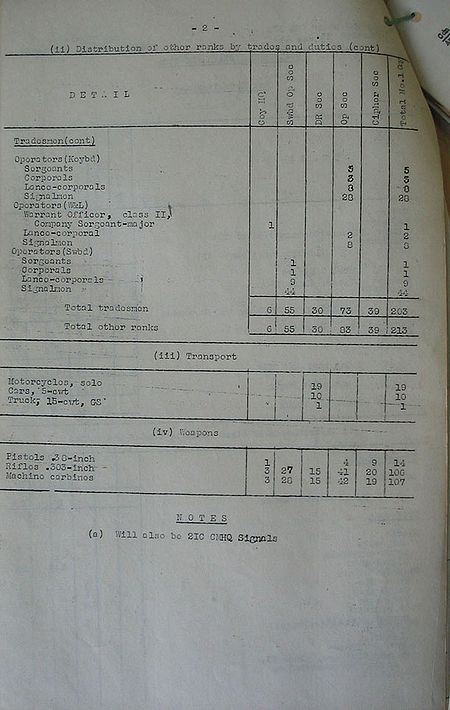 - 2 -
(ii) Distribution of other ranks by trades and duties (cont)
DETAIL Coy HQ Swbd Op Sec DR Sec Op Sec Cipher Sec Total No.1 Coy
Tradesmen(cont)
Operators(Keybd)
Sergeants 5 5
Corporals 3 3
Lance-corporals 8 8
Signalmen 28 28
Operators(W&L)
Warrant Officer, class II,)
Company Sergeant-major 1 1
Lance-corporal 2 2
Signalmen 8 8
Operators(Swbd)
Sergeants 1 1
Corporals 1 1
Lance-corporals 9 9
Signalmen 44 44
Total tradesmen 6 55 30 73 39 203
Total other ranks 6 55 30 83 39 213
(iii) Transport
Motorcycles, solo 19 19
Cars, 5-cwt 10 10
Truck, 15-cwt, GS 1 1
(iv) Weapons
Pistols .38-inch 1 4 9 14
Rifles .303-inch 3 27 15 41 20 106
Machine carbines 3 28 15 42 19 107
NOTES
(a) Will also be 2IC CMHQ Signals